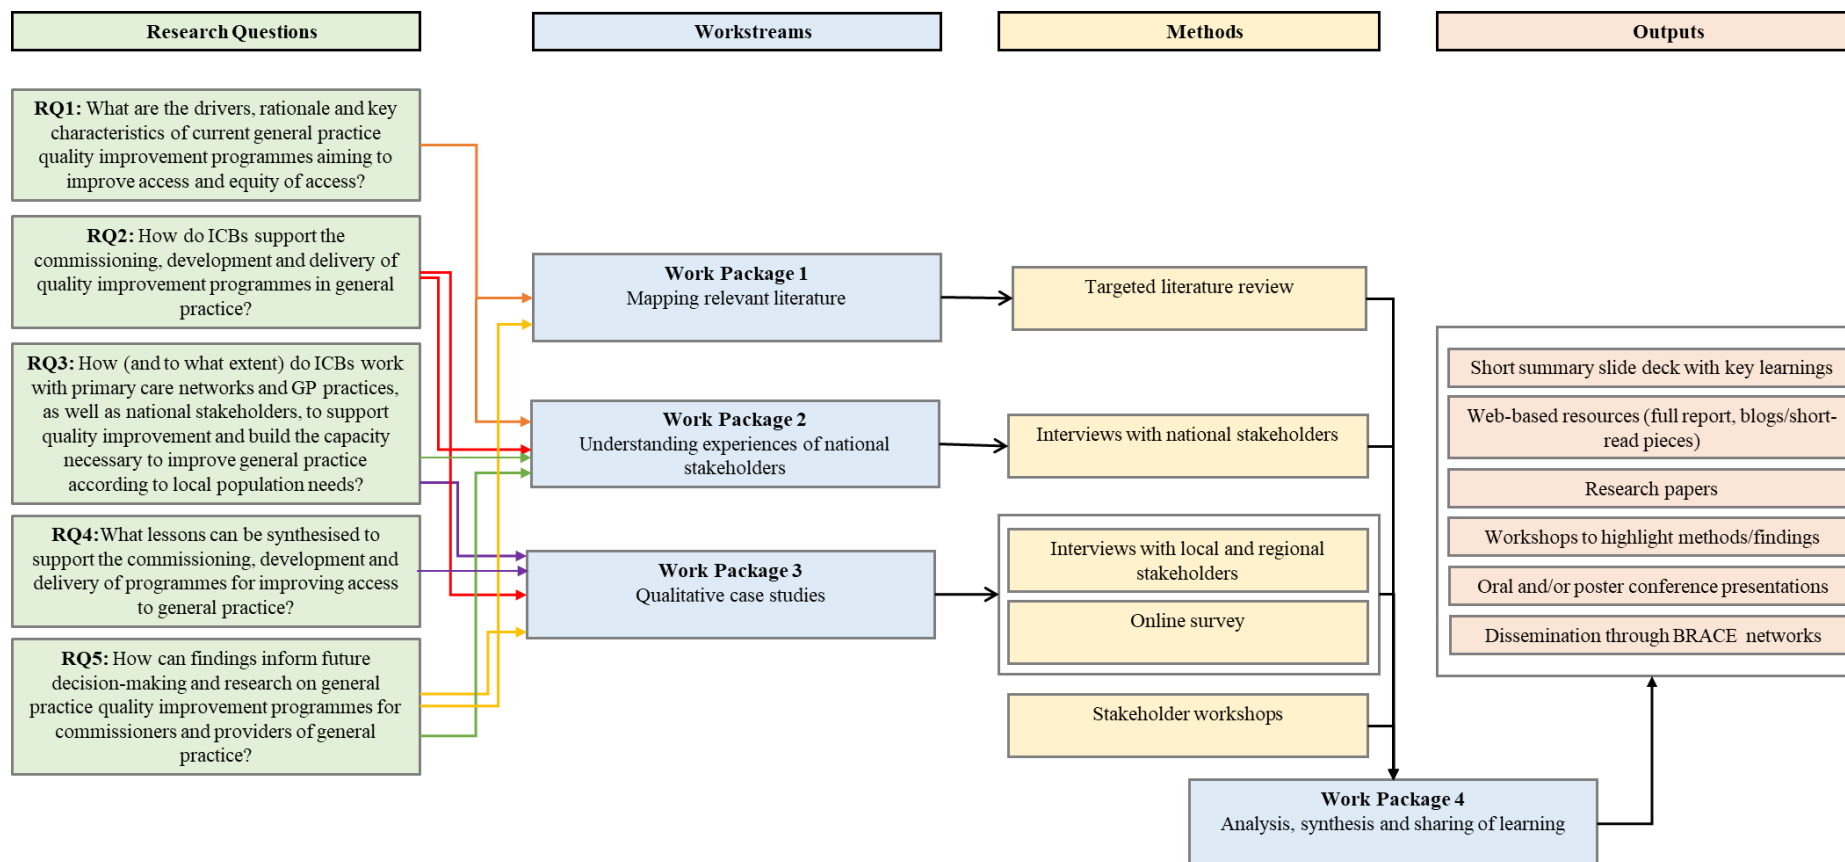 Research Questions
Workstreams
Methods
Outputs
RQ1: What are the drivers, rationale and key
characteristics of current general practice
quality improvement programmes aiming to
improve access and equity of access?
RQ2: How do ICBs support the
commissioning, development and delivery of
quality improvement programmes in general
practice?
RQ3: How (and to what extent) do ICBs work
with primary care networks and GP practices,
as well as national stakeholders, to support
quality improvement and build the capacity
necessary to improve general practice
according to local population needs?
RQ4:What lessons can be synthesised to
support the commissioning, development and
delivery of programmes for improving access
to general practice?
RQ5: How can findings inform future
decision-making and research on general
practice quality improvement programmes for
commissioners and providers of general
practice?
Work Package 1
Mapping relevant literature
Work Package 2
Understanding experiences of national
stakeholders
Work Package 3
Qualitative case studies
Targeted literature review
Interviews with national stakeholders
Interviews with local and regional
stakeholders
Online survey
Stakeholder workshops
Work Package 4
Analysis, synthesis and sharing of learning
Short summary slide deck with key learnings
Web-based resources (full report, blogs/short-
read pieces)
Research papers
Workshops to highlight methods/findings
Oral and/or poster conference presentations
Dissemination through BRACE networks